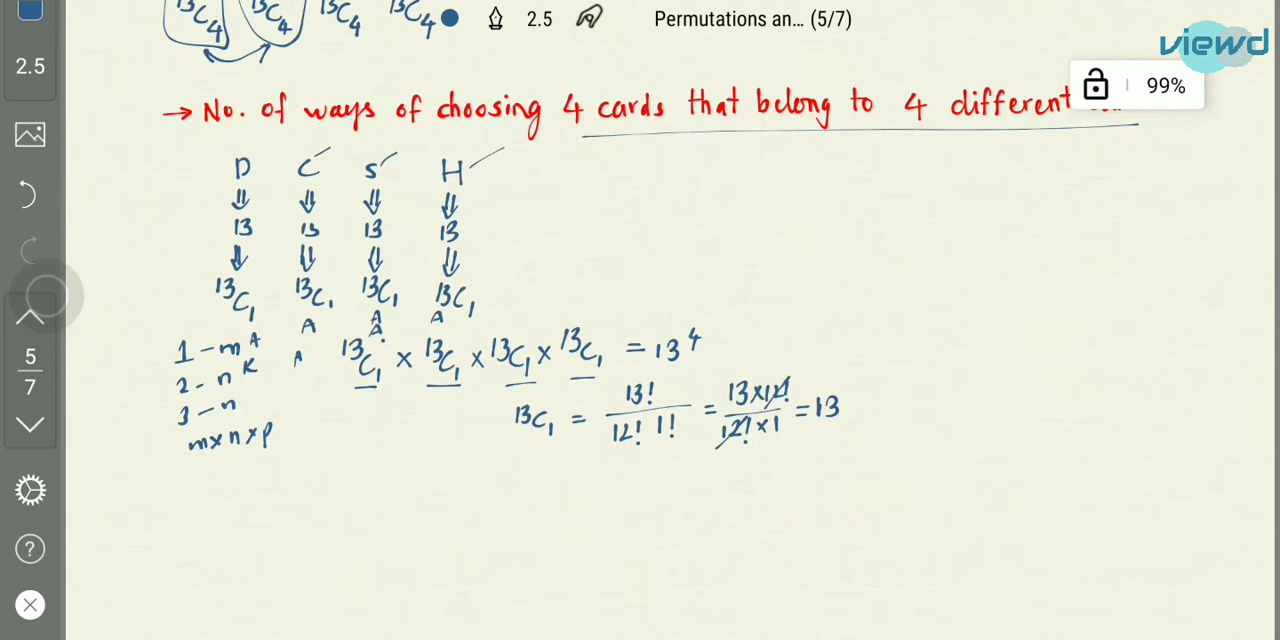 ¹³C₄ ¹³C₄ ¹³C₄ ¹³C₄ 2.5 Permutations an... (5/7)
viewd
2.5
99%
→ No. of ways of choosing 4 cards that belong to 4 different
D C S H
⇓ ⇓ ⇓ ⇓
13 13 13 13
⇓ ⇓ ⇓ ⇓
¹³C₁ ¹³C₁ ¹³C₁ ¹³C₁
A A A
A
1 - m A A ¹³C₁ × ¹³C₁ × ¹³C₁ × ¹³C₁ = 13⁴
2 - n K
3 - n
m×n×p
13C₁ = 13! / 12! 1! = 13×12! / 12!×1 = 13
5
7
?